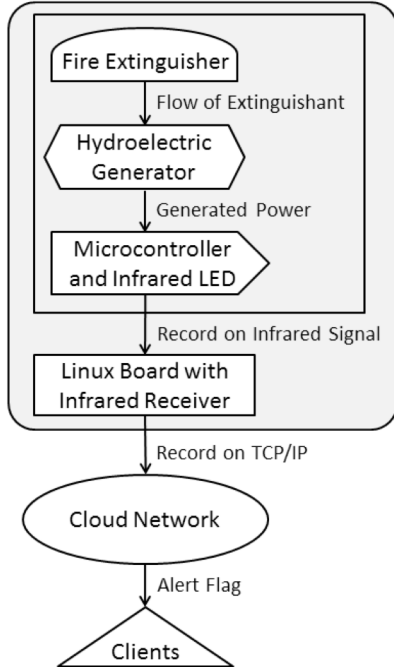 Fire Extinguisher
Flow of Extinguishant
Hydroelectric
Generator
Generated Power
Microcontroller
and Infrared LED
Record on Infrared Signal
Linux Board with
Infrared Receiver
Record on TCP/IP
Cloud Network
Alert Flag
Clients